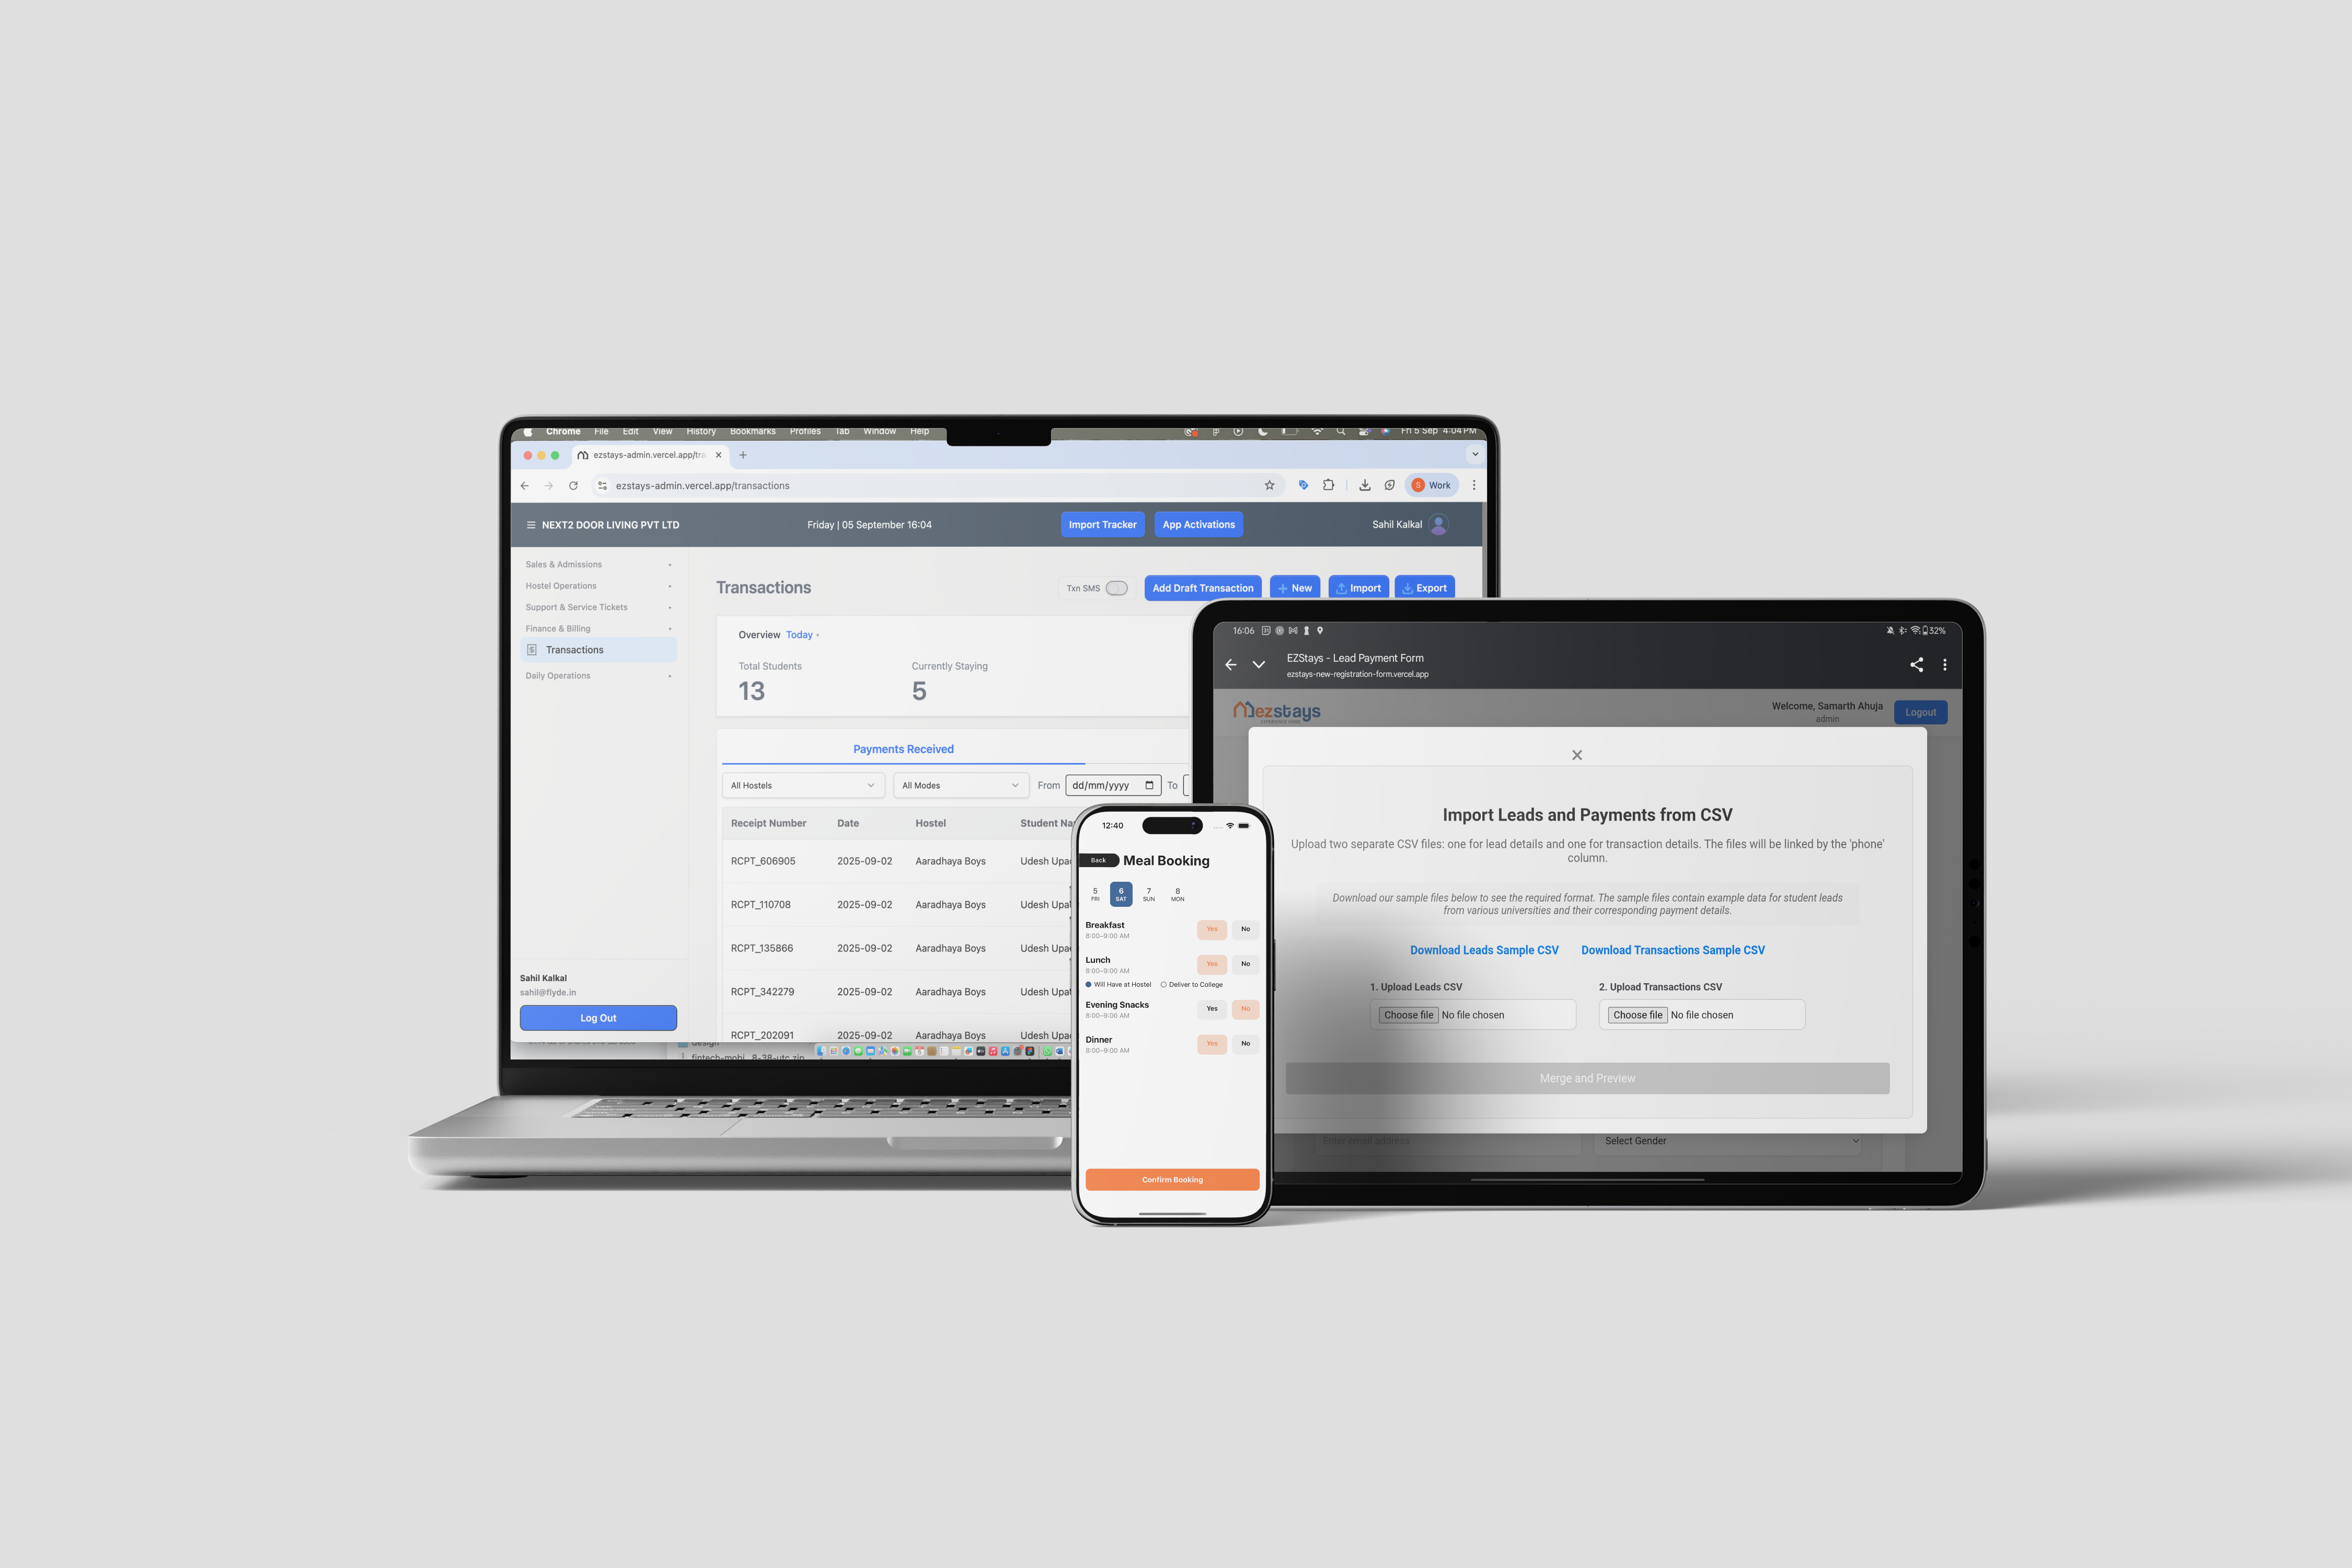 Chrome File Edit View History Bookmarks Profiles Tab Window Help
Fri 5 Sep 4:04 PM
ezstays-admin.vercel.app/tra
ezstays-admin.vercel.app/transactions
S Work
NEXT2 DOOR LIVING PVT LTD
Friday | 05 September 16:04
Import Tracker
App Activations
Sahil Kalkal
Sales & Admissions
Hostel Operations
Support & Service Tickets
Finance & Billing
Transactions
Daily Operations
Sahil Kalkal
sahil@flyde.in
Log Out
Transactions
Txn SMS
Add Draft Transaction
New
Import
Export
Overview Today
Total Students
13
Currently Staying
5
Payments Received
All Hostels
All Modes
From dd/mm/yyyy To
Receipt Number Date Hostel Student Na
RCPT_606905 2025-09-02 Aaradhaya Boys Udesh Upa
RCPT_110708 2025-09-02 Aaradhaya Boys Udesh Upa
RCPT_135866 2025-09-02 Aaradhaya Boys Udesh Upa
RCPT_342279 2025-09-02 Aaradhaya Boys Udesh Upa
RCPT_202091 2025-09-02 Aaradhaya Boys Udesh Upa
design
fintech-mobi...8-38-utc.zip
12:40
Back
Meal Booking
5 6 7 8
FRI SAT SUN MON
Breakfast
8:00–9:00 AM
Yes No
Lunch
8:00–9:00 AM
Yes No
Will Have at Hostel Deliver to College
Evening Snacks
8:00–9:00 AM
Yes No
Dinner
8:00–9:00 AM
Yes No
Confirm Booking
16:06
31
32%
EZStays - Lead Payment Form
ezstays-new-registration-form.vercel.app
ezstays
EXPERIENCE HOME
Welcome, Samarth Ahuja
admin
Logout
Import Leads and Payments from CSV
Upload two separate CSV files: one for lead details and one for transaction details. The files will be linked by the 'phone'
column.
Download our sample files below to see the required format. The sample files contain example data for student leads
from various universities and their corresponding payment details.
Download Leads Sample CSV
Download Transactions Sample CSV
1. Upload Leads CSV
Choose file No file chosen
2. Upload Transactions CSV
Choose file No file chosen
Merge and Preview
Enter email address
Select Gender